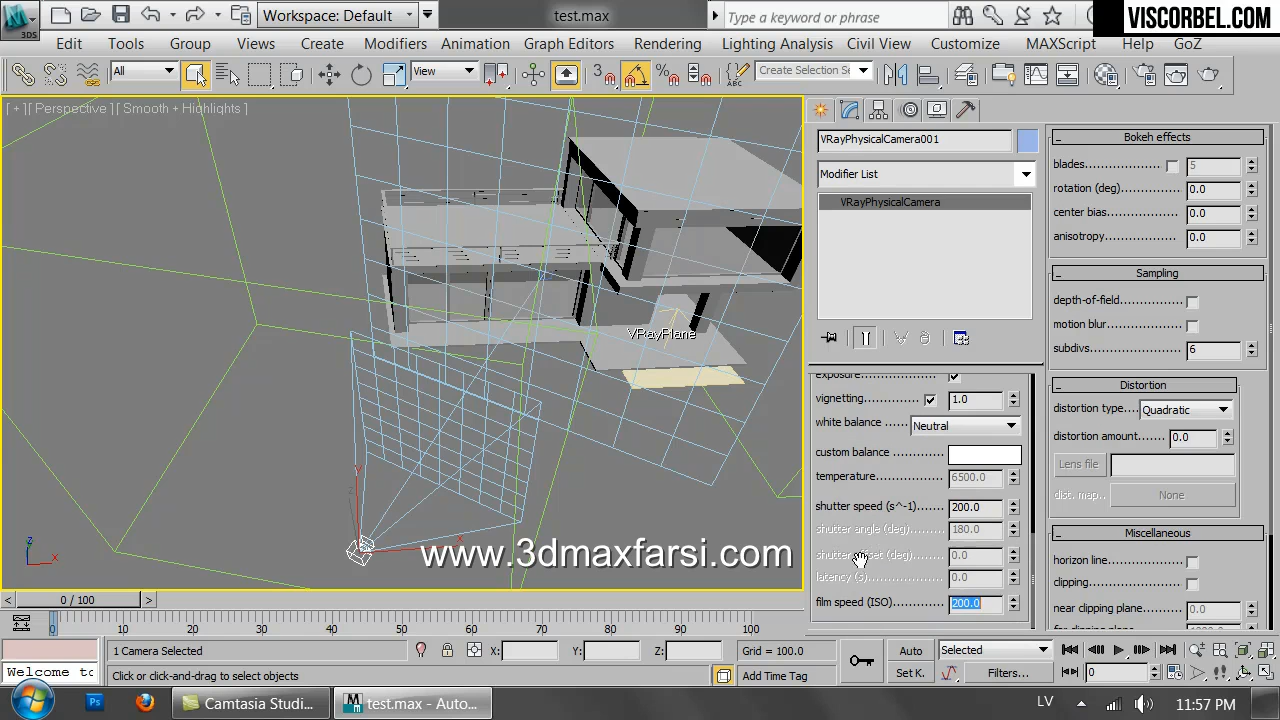 3DS
Workspace: Default
test.max
Type a keyword or phrase
VISCORBEL.COM
Edit Tools Group Views Create Modifiers Animation Graph Editors Rendering Lighting Analysis Civil View Customize MAXScript Help GoZ
All
View
3
ABC
Create Selection Se
[ + ][ Perspective ][ Smooth + Highlights ]
VRayPlane
www.3dmaxfarsi.com
VRayPhysicalCamera001
Modifier List
VRayPhysicalCamera
exposure
vignetting 1.0
white balance Neutral
custom balance
temperature 6500.0
shutter speed (s^-1) 200.0
shutter angle (deg) 180.0
shutter offset (deg) 0.0
latency (s) 0.0
film speed (ISO) 200.0
Bokeh effects
blades 5
rotation (deg) 0.0
center bias 0.0
anisotropy 0.0
Sampling
depth-of-field
motion blur
subdivs 6
Distortion
distortion type Quadratic
distortion amount 0.0
Lens file
dist. map None
Miscellaneous
horizon line
clipping
near clipping plane 0.0
far clipping plane
0 / 100
0 10 20 30 40 50 60 70 80 90 100
Welcome to
1 Camera Selected
X: Y: Z:
Grid = 100.0
Click or click-and-drag to select objects
Add Time Tag
Auto Selected
Set K. Filters... 0
Camtasia Studi...
test.max - Auto...
LV
11:57 PM